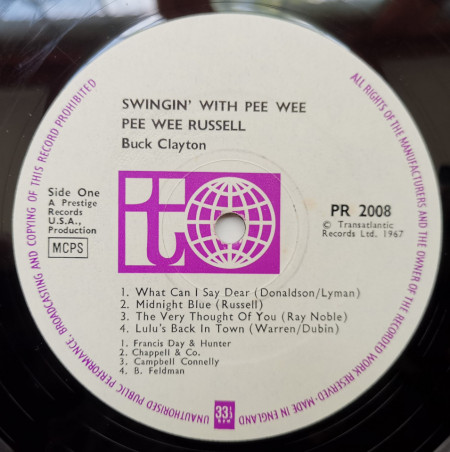 SWINGIN' WITH PEE WEE
PEE WEE RUSSELL
Buck Clayton
Side One
A Prestige
Records
U.S.A.,
Production
MCPS
to
PR 2008
© Transatlantic
Records Ltd. 1967
1. What Can I Say Dear (Donaldson/Lyman)
2. Midnight Blue (Russell)
3. The Very Thought Of You (Ray Noble)
4. Lulu's Back In Town (Warren/Dubin)
1. Francis Day & Hunter
2. Chappell & Co.
3. Campbell Connelly
4. B. Feldman
33⅓
RPM
ALL RIGHTS OF THE MANUFACTURERS AND THE OWNER OF THE RECORDED WORK RESERVED-MADE IN ENGLAND
UNAUTHORISED PUBLIC PERFORMANCE, BROADCASTING AND COPYING OF THIS RECORD PROHIBITED